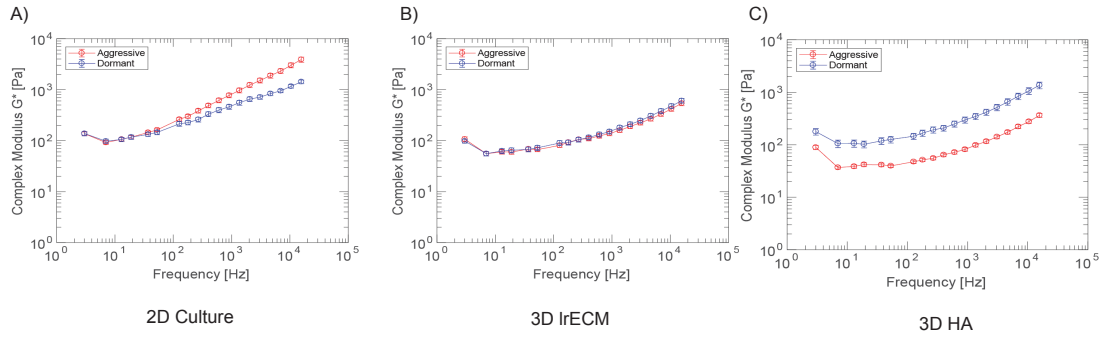 A)
10^4
10^3
10^2
10^1
10^0
Complex Modulus G* [Pa]
Aggressive
Dormant
10^0 10^1 10^2 10^3 10^4 10^5
Frequency [Hz]
2D Culture
B)
10^4
10^3
10^2
10^1
10^0
Complex Modulus G* [Pa]
Aggressive
Dormant
10^0 10^1 10^2 10^3 10^4 10^5
Frequency [Hz]
3D lrECM
C)
10^4
10^3
10^2
10^1
10^0
Complex Modulus G* [Pa]
Aggressive
Dormant
10^0 10^1 10^2 10^3 10^4 10^5
Frequency [Hz]
3D HA